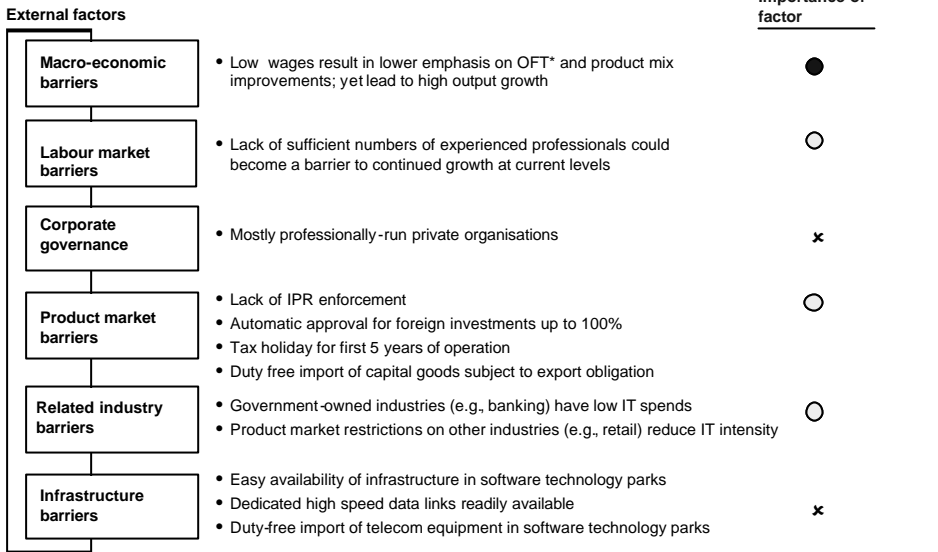 Importance of
External factors
factor
Macro-economic
barriers
• Low wages result in lower emphasis on OFT* and product mix
improvements; yet lead to high output growth
Labour market
barriers
• Lack of sufficient numbers of experienced professionals could
become a barrier to continued growth at current levels
Corporate
governance
• Mostly professionally-run private organisations
Product market
barriers
• Lack of IPR enforcement
• Automatic approval for foreign investments up to 100%
• Tax holiday for first 5 years of operation
• Duty free import of capital goods subject to export obligation
Related industry
barriers
• Government-owned industries (e.g., banking) have low IT spends
• Product market restrictions on other industries (e.g., retail) reduce IT intensity
Infrastructure
barriers
• Easy availability of infrastructure in software technology parks
• Dedicated high speed data links readily available
• Duty-free import of telecom equipment in software technology parks